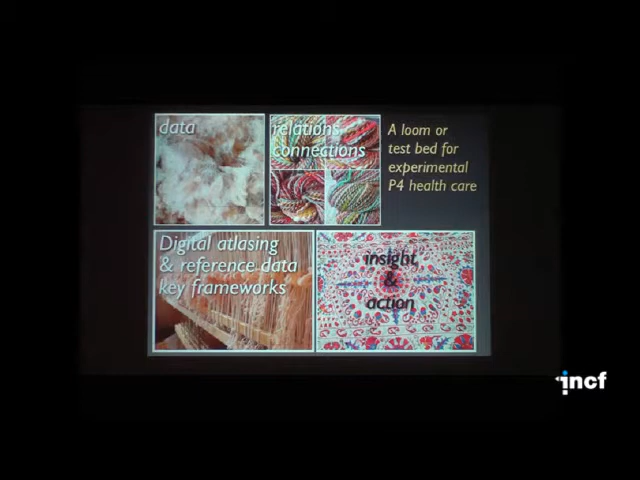 data
relations
connections
A loom or
test bed for
experimental
P4 health care
Digital atlasing
& reference data
key frameworks
insight
&
action
incf